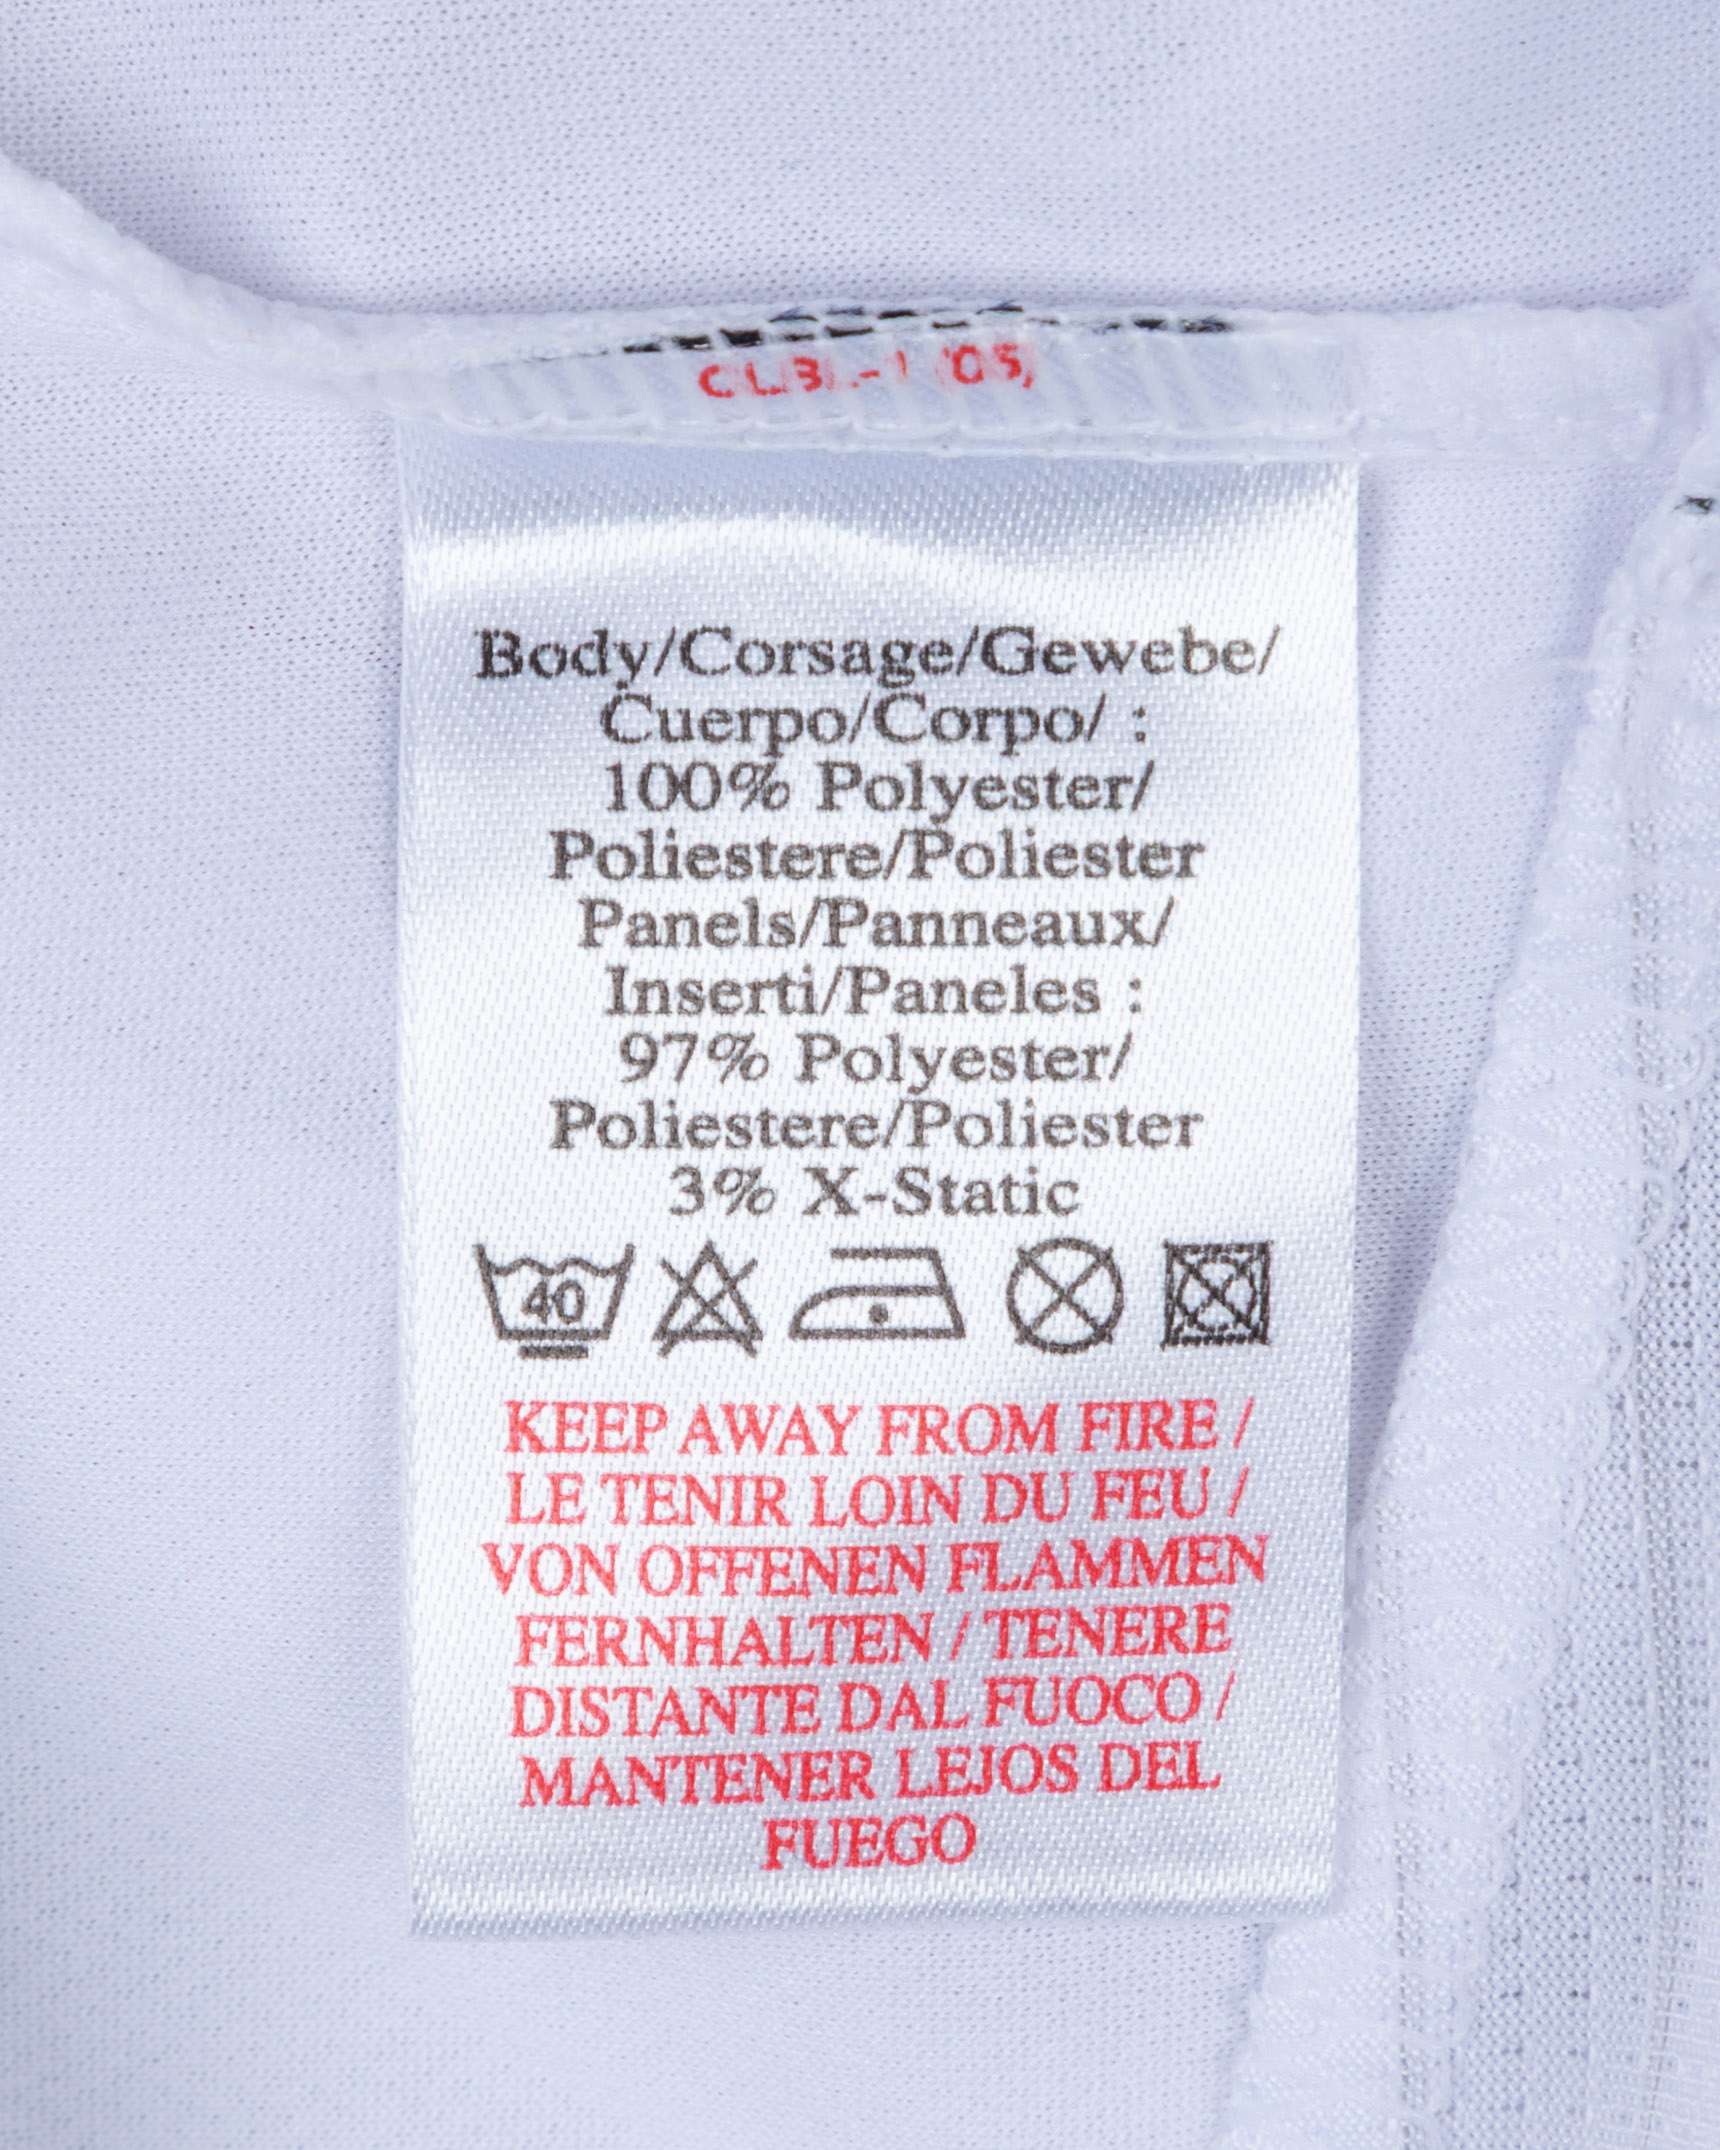 Body/Corsage/Gewebe/
Cuerpo/Corpo/ :
100% Polyester/
Poliestere/Poliester
Panels/Panneaux/
Inserti/Paneles :
97% Polyester/
Poliestere/Poliester
3% X-Static
40
KEEP AWAY FROM FIRE /
LE TENIR LOIN DU FEU /
VON OFFENEN FLAMMEN
FERNHALTEN / TENERE
DISTANTE DAL FUOCO /
MANTENER LEJOS DEL
FUEGO